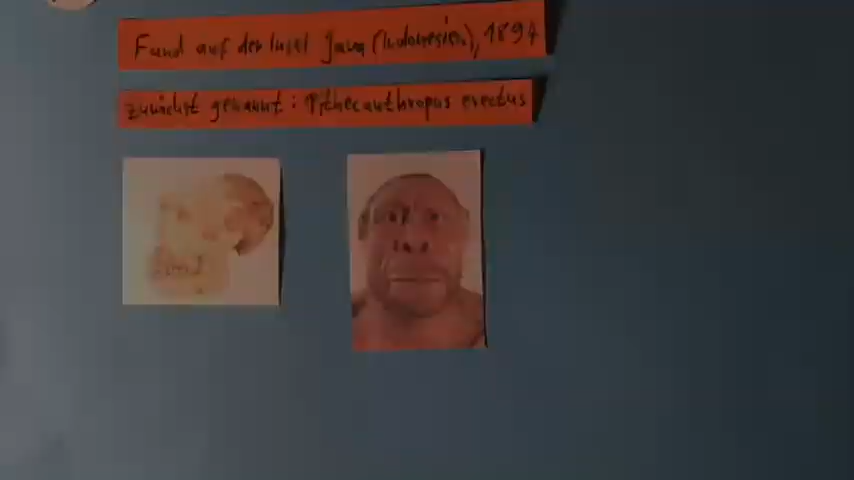 Fund auf der Insel Java (Indonesien), 1894
zunächst genannt: Pithecanthropus erectus